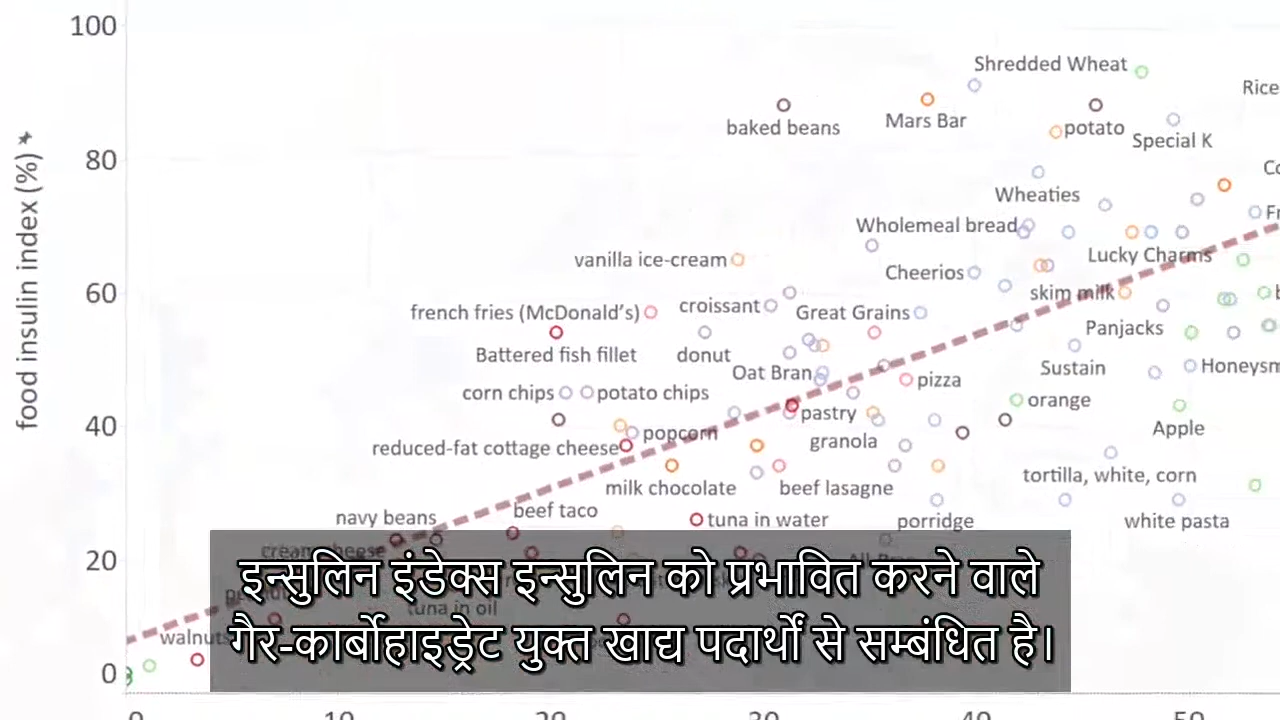 100
Shredded Wheat
Rice
baked beans
Mars Bar
potato
Special K
80
Wheaties
Wholemeal bread
Lucky Charms
vanilla ice-cream
Cheerios
60
skim milk
french fries (McDonald's)
croissant
Great Grains
Panjacks
Battered fish fillet
donut
Oat Bran
Sustain
Honeysm
pizza
corn chips
potato chips
orange
40
pastry
Apple
popcorn
granola
reduced-fat cottage cheese
tortilla, white, corn
milk chocolate
beef lasagne
navy beans
beef taco
tuna in water
porridge
white pasta
cream cheese
20
tuna in oil
walnuts
0
food insulin index (%)
इन्सुलिन इंडेक्स इन्सुलिन को प्रभावित करने वाले
गैर-कार्बोहाइड्रेट युक्त खाद्य पदार्थों से सम्बंधित है।
0 10 20 30 40 50